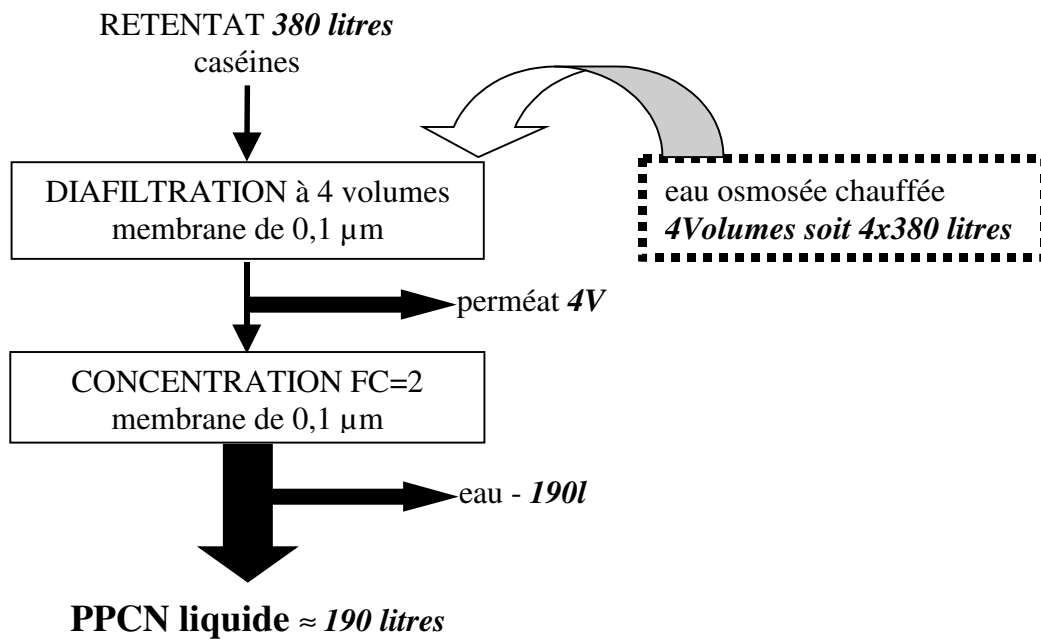 RETENTAT 380 litres
caséines
DIAFILTRATION à 4 volumes
membrane de 0,1 µm
eau osmosée chauffée
4Volumes soit 4x380 litres
perméat 4V
CONCENTRATION FC=2
membrane de 0,1 µm
eau - 190l
PPCN liquide ≈ 190 litres